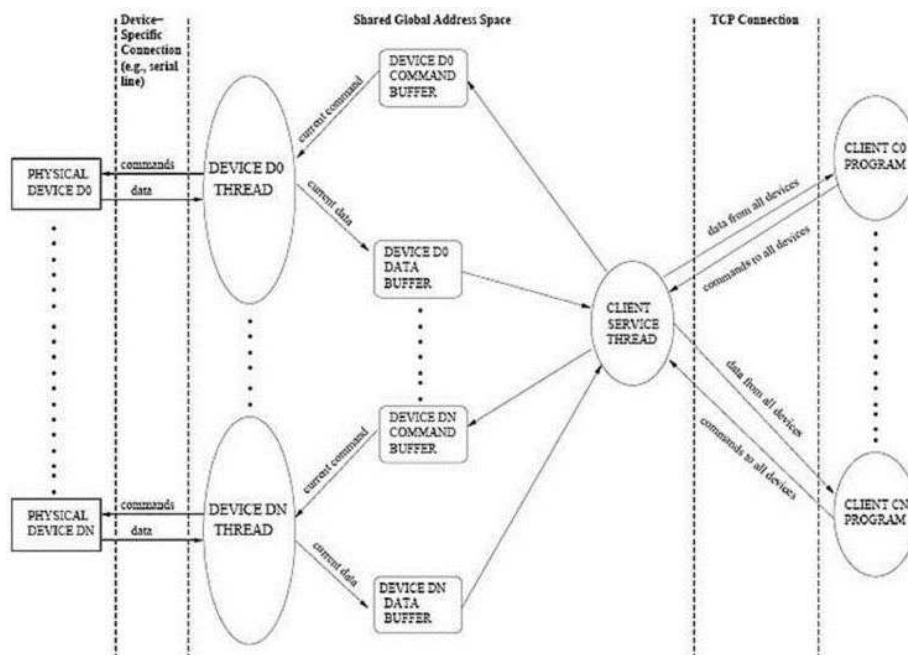 Device–
Specific
Connection
(e.g., serial
line)
Shared Global Address Space
TCP Connection
DEVICE D0
COMMAND
BUFFER
current command
PHYSICAL
DEVICE D0
commands
data
DEVICE D0
THREAD
current data
DEVICE D0
DATA
BUFFER
CLIENT
SERVICE
THREAD
data from all devices
commands to all devices
CLIENT C0
PROGRAM
DEVICE DN
COMMAND
BUFFER
current command
PHYSICAL
DEVICE DN
commands
data
DEVICE DN
THREAD
current data
DEVICE DN
DATA
BUFFER
data from all devices
commands to all devices
CLIENT CN
PROGRAM